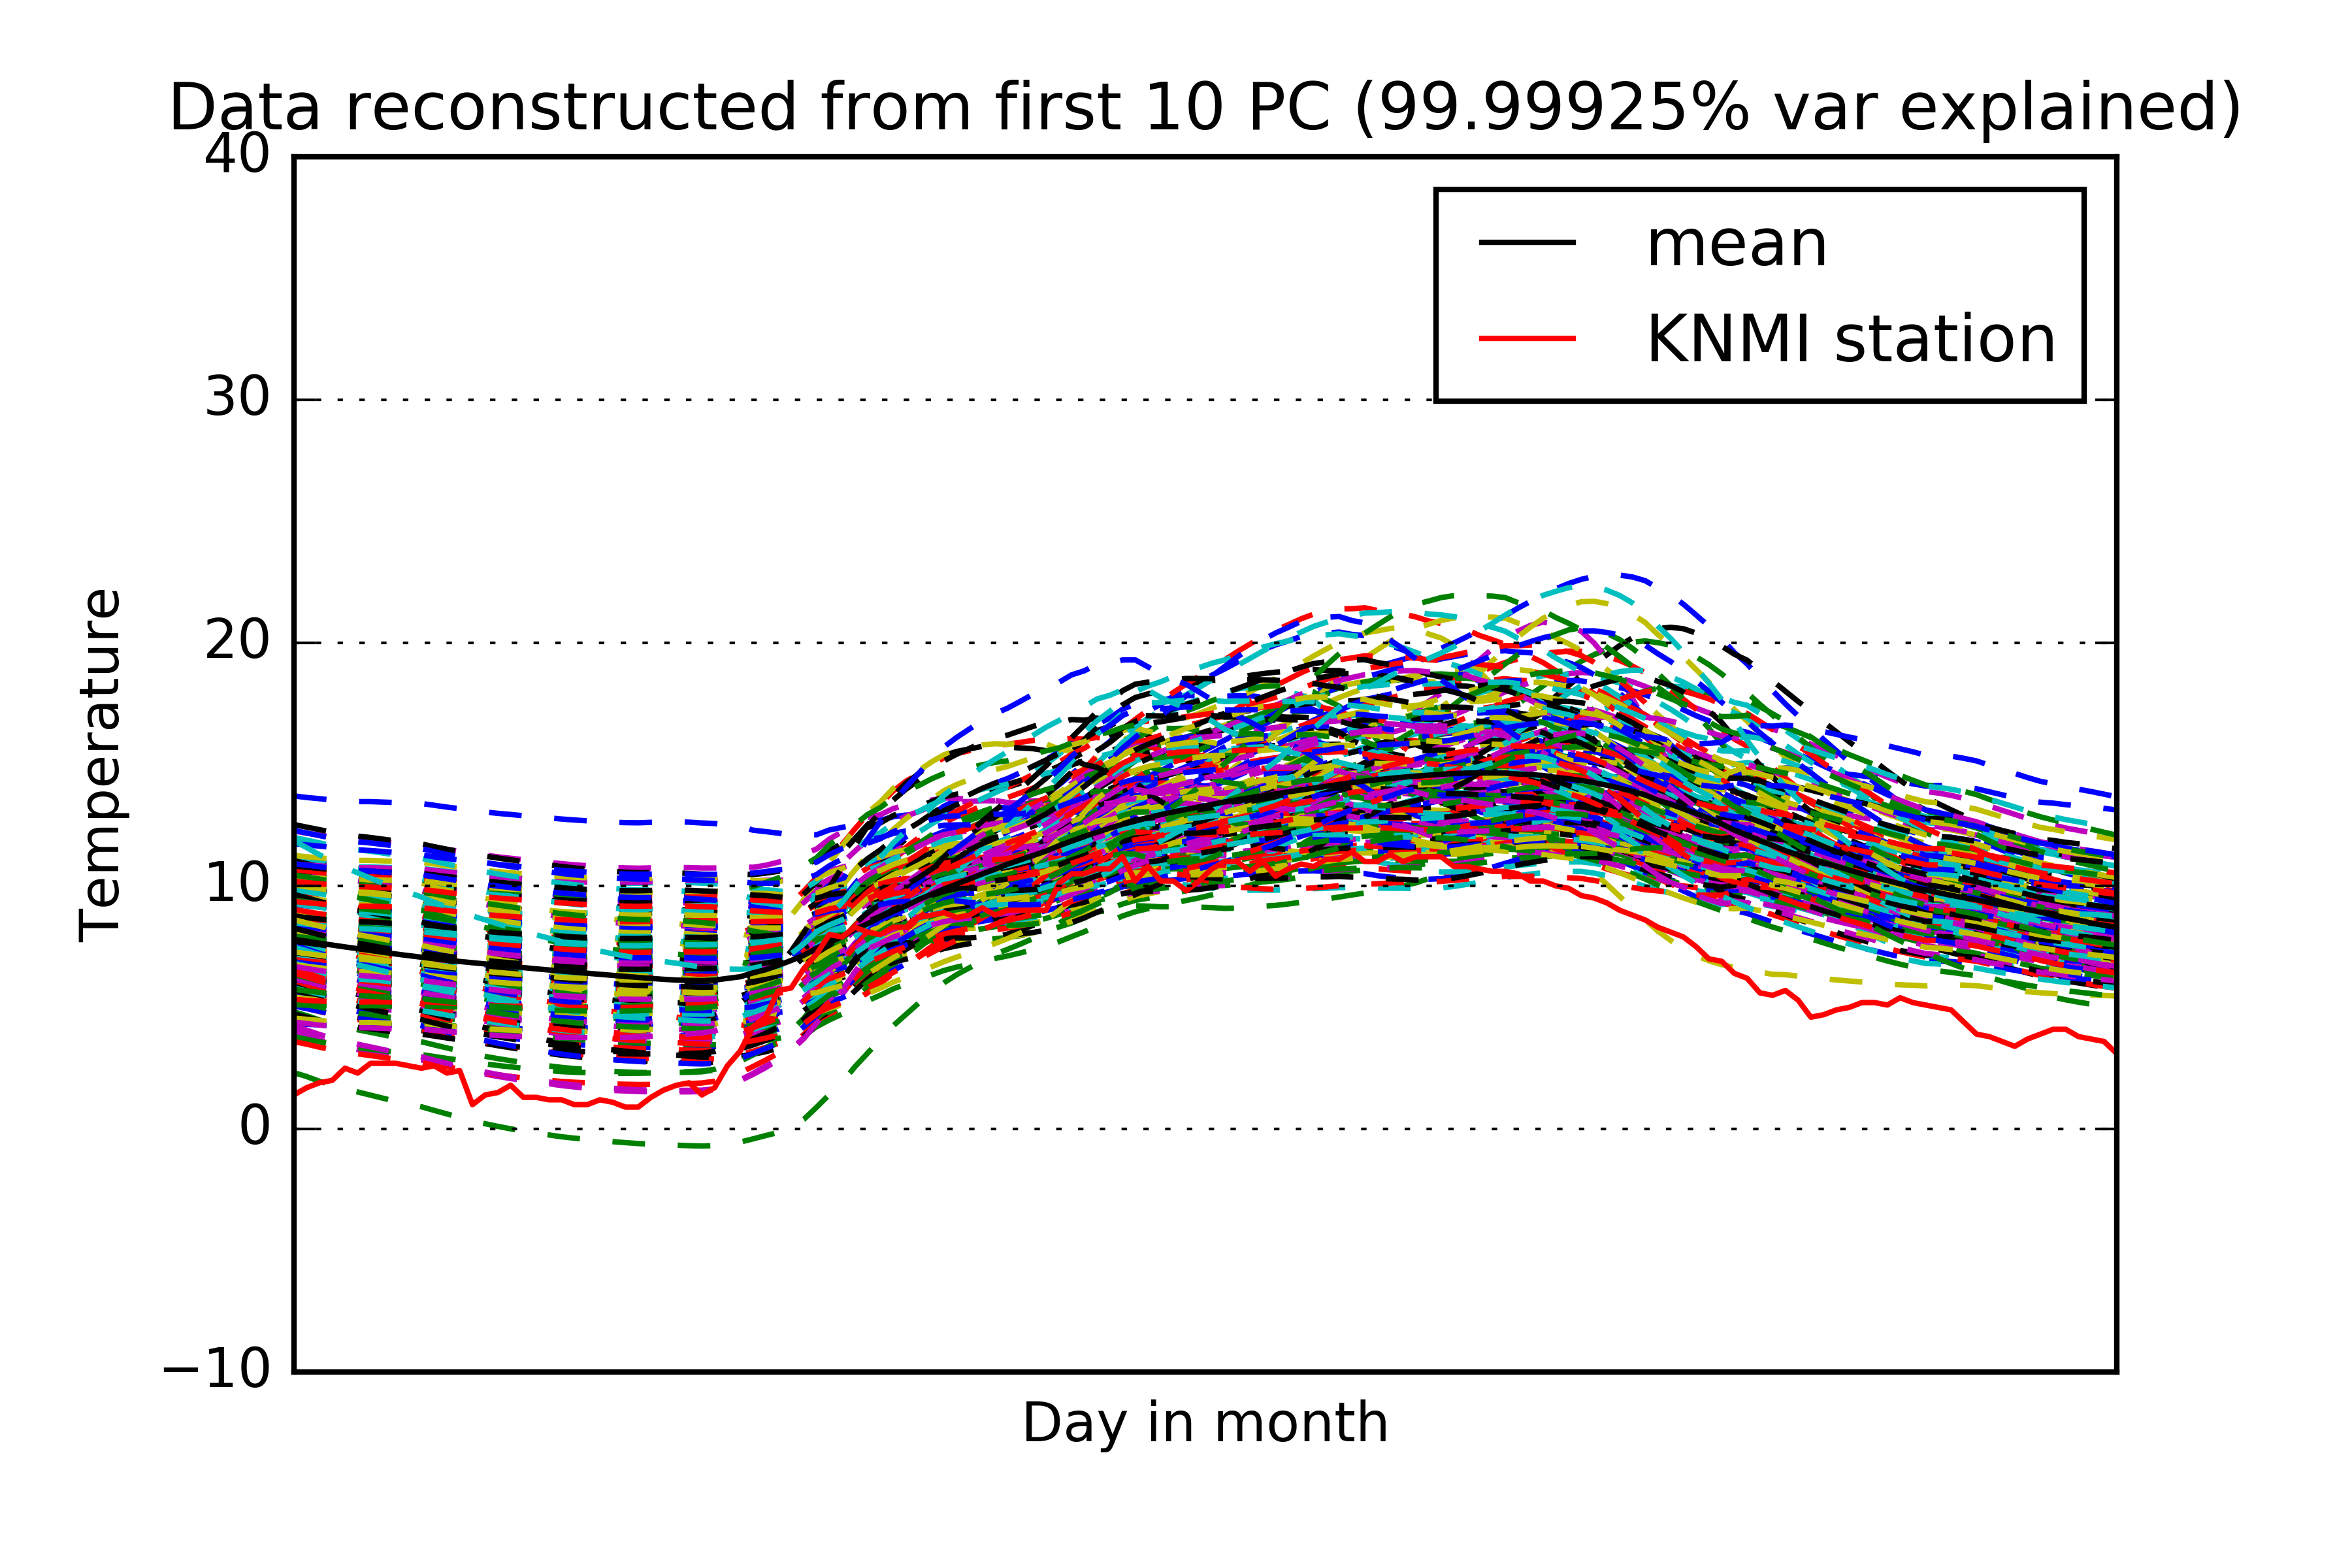 Data reconstructed from first 10 PC (99.99925% var explained)
40
30
20
10
0
−10
Temperature
mean
KNMI station
Day in month